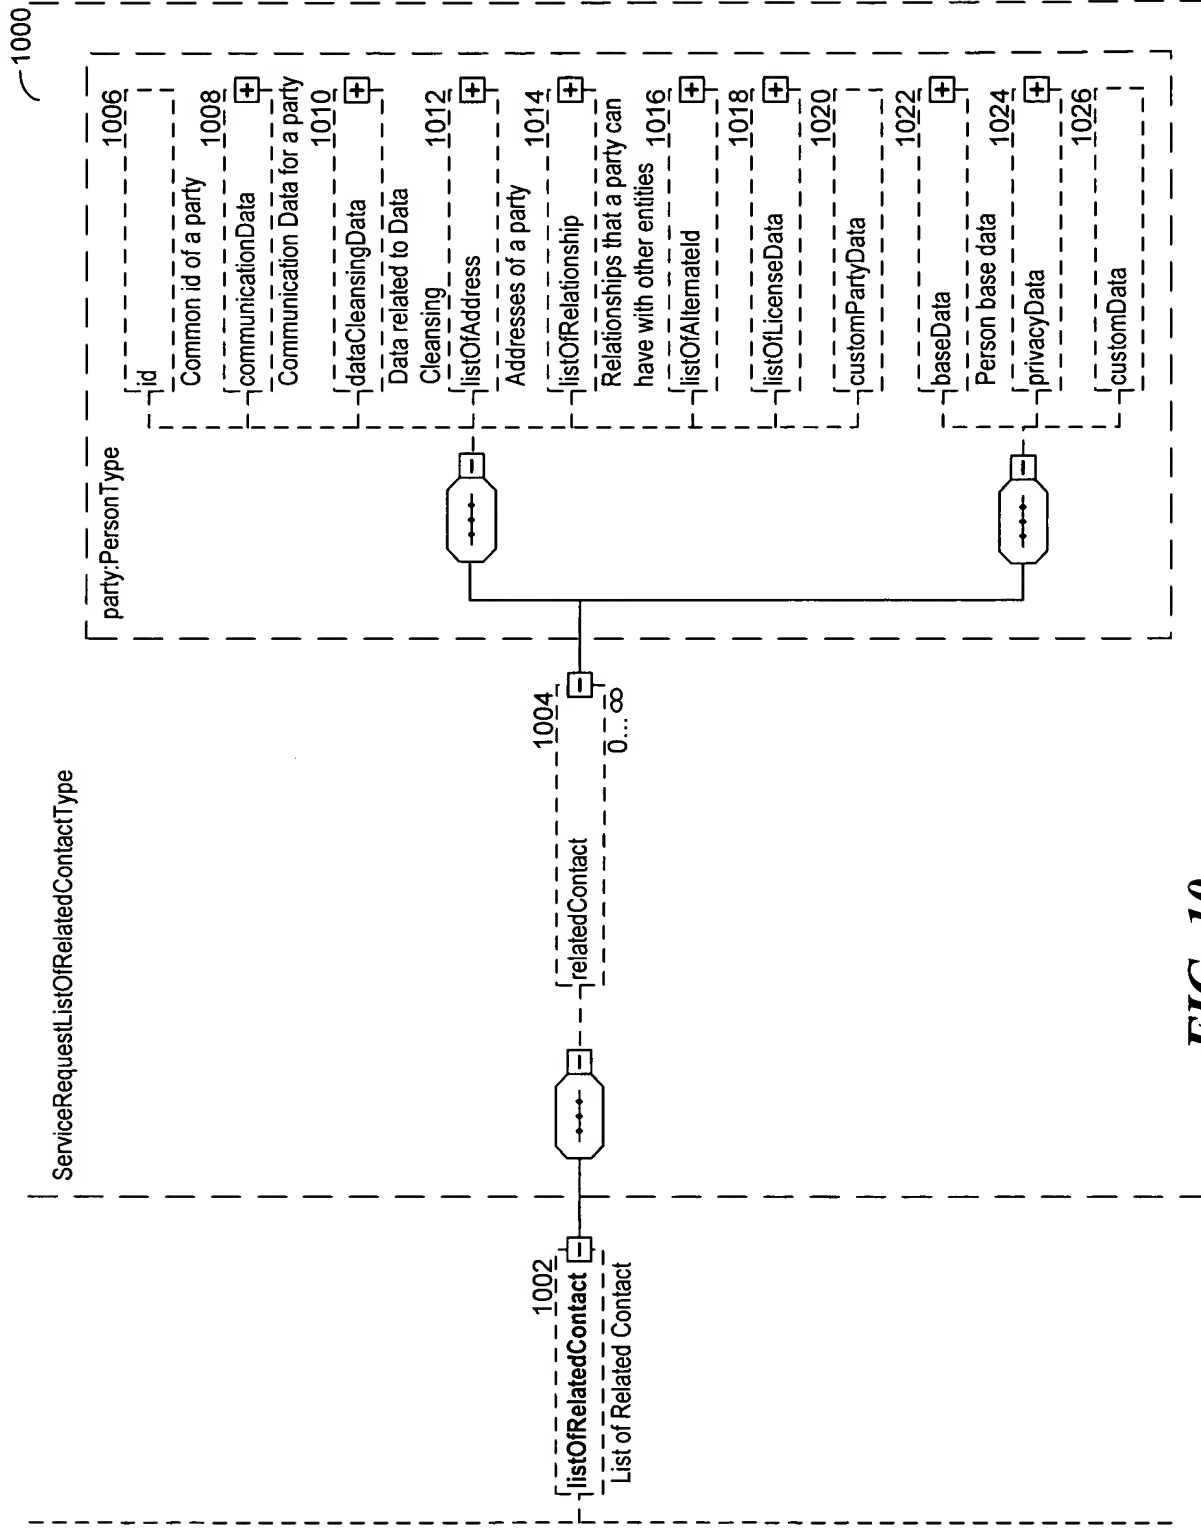 1000
ServiceRequestListOfRelatedContactType
party:PersonType
1002
listOfRelatedContact
List of Related Contact
1004
relatedContact
0... ∞
1006
id
Common id of a party
1008
communicationData
Communication Data for a party
1010
dataCleansingData
Data related to Data
Cleansing
1012
listOfAddress
Addresses of a party
1014
listOfRelationship
Relationships that a party can
have with other entities
1016
listOfAlternateId
1018
listOfLicenseData
1020
customPartyData
1022
baseData
Person base data
1024
privacyData
1026
customData
FIG. 10